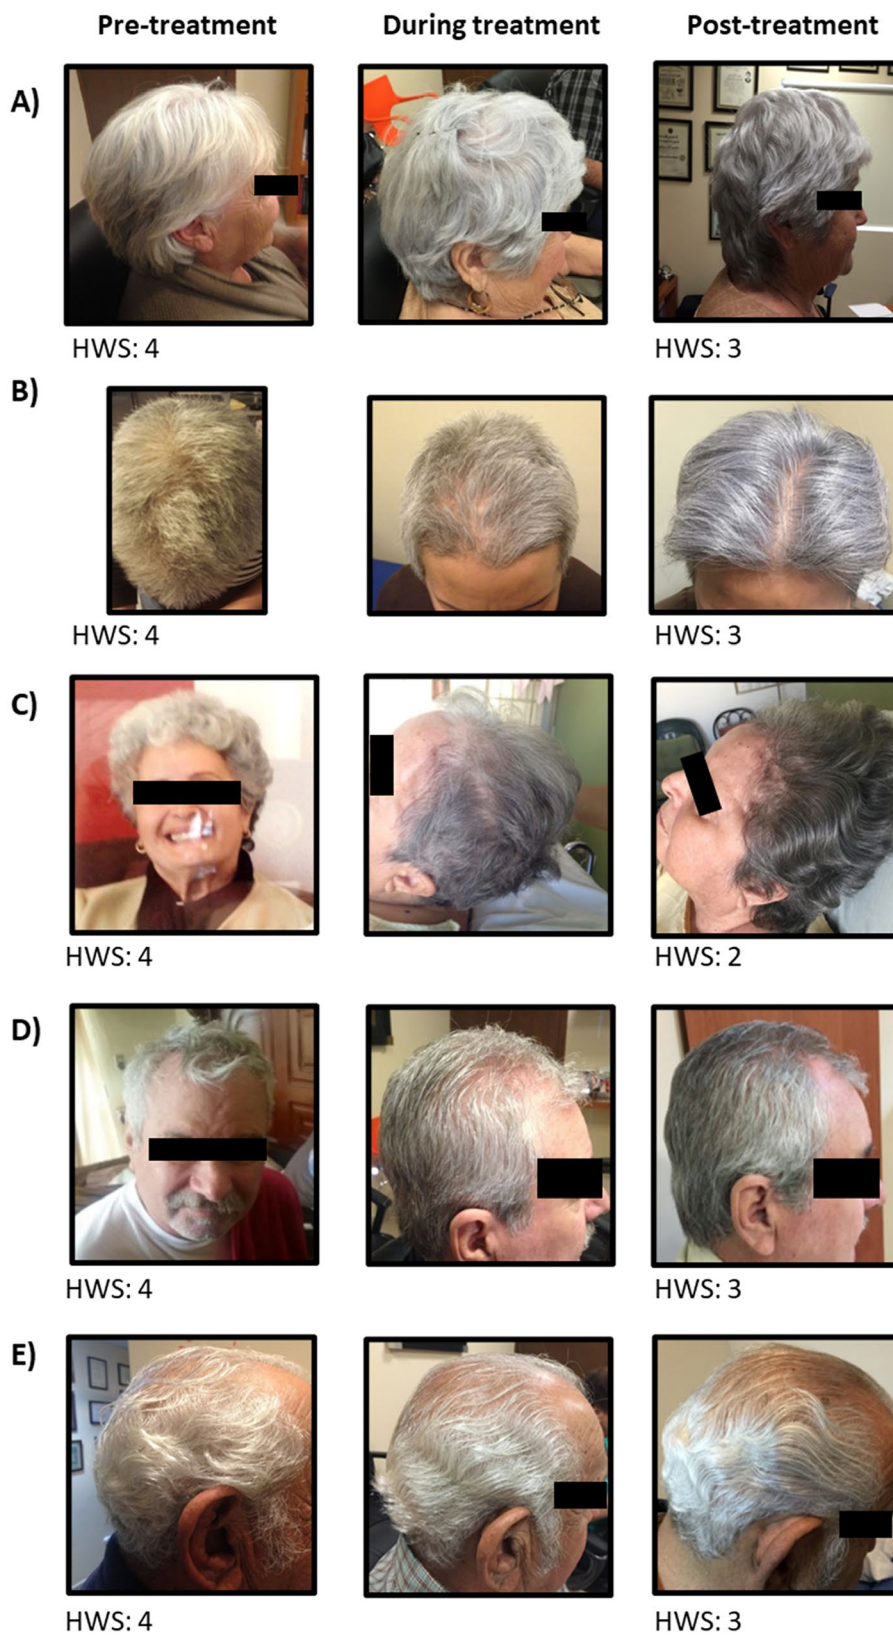 Pre-treatment During treatment Post-treatment
A)
HWS: 4 HWS: 3
B)
HWS: 4 HWS: 3
C)
HWS: 4 HWS: 2
D)
HWS: 4 HWS: 3
E)
HWS: 4 HWS: 3